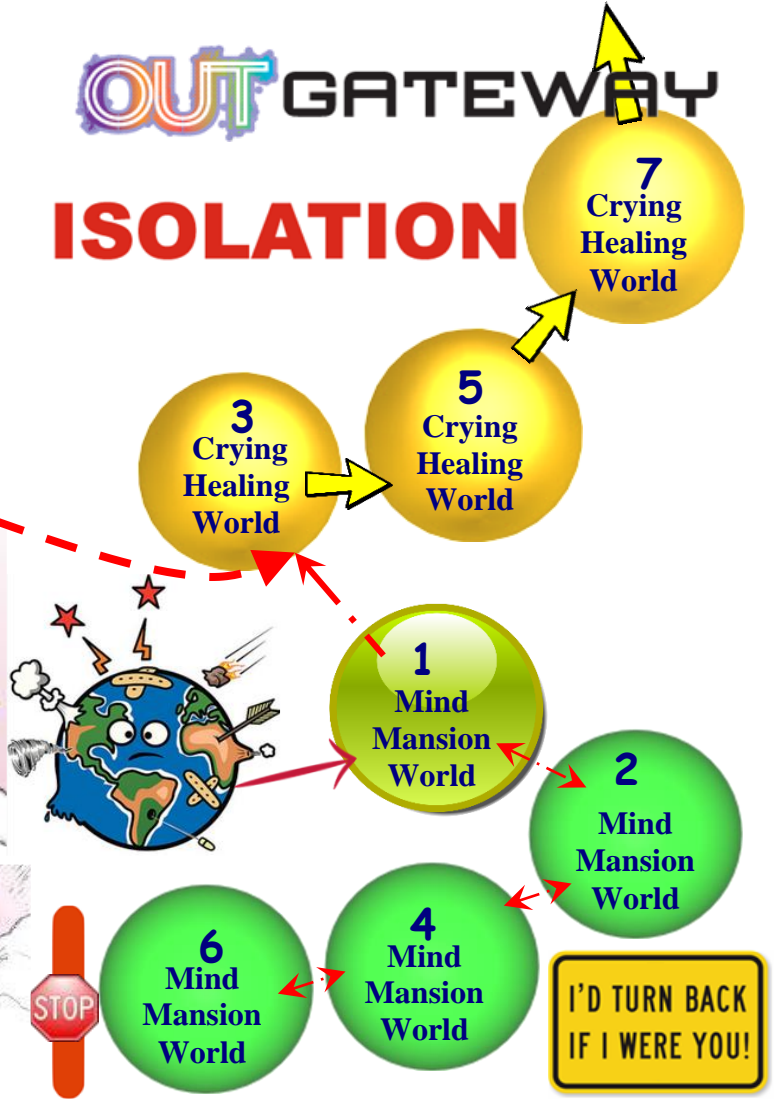 OUT GATEWAY
ISOLATION
7
Crying
Healing
World
5
Crying
Healing
World
3
Crying
Healing
World
1
Mind
Mansion
World
2
Mind
Mansion
World
4
Mind
Mansion
World
6
Mind
Mansion
World
STOP
I'D TURN BACK
IF I WERE YOU!